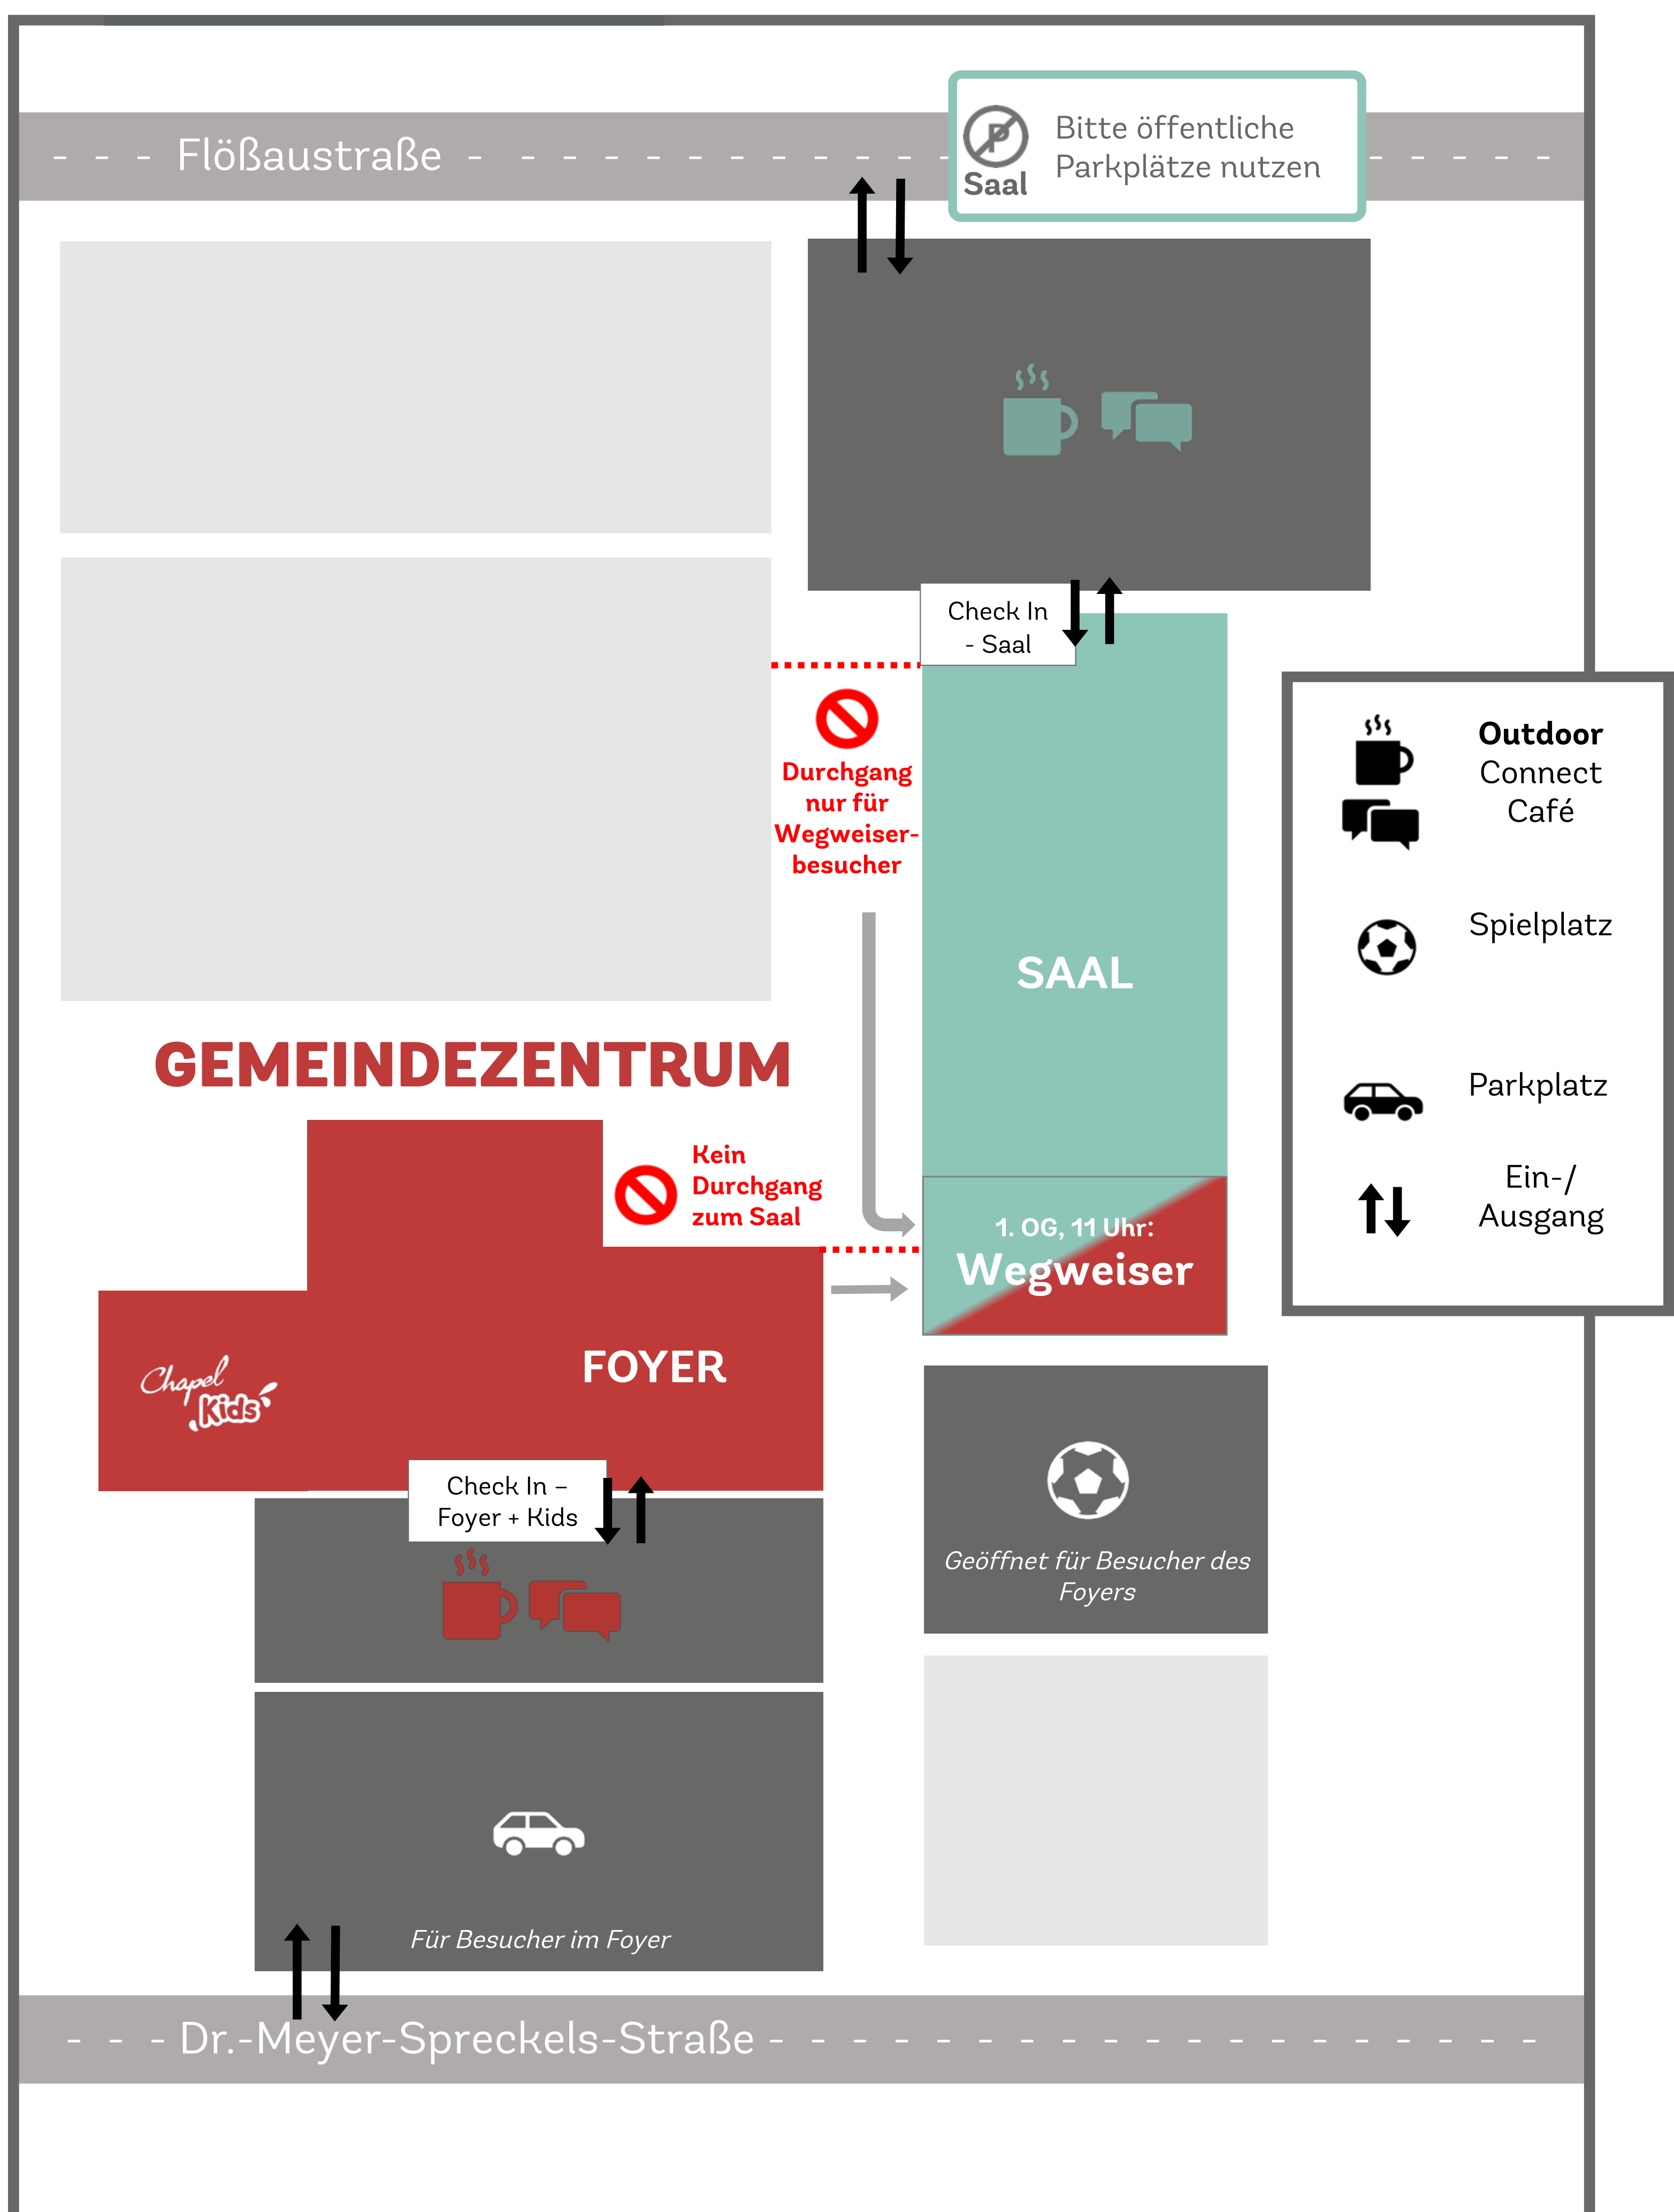 Flößaustraße
P
Saal
Bitte öffentliche
Parkplätze nutzen
Check In
- Saal
Durchgang
nur für
Wegweiser-
besucher
Outdoor
Connect
Café
Spielplatz
Parkplatz
Ein-/
Ausgang
SAAL
GEMEINDEZENTRUM
Kein
Durchgang
zum Saal
1. OG, 11 Uhr:
Wegweiser
FOYER
Chapel
Kids
Check In –
Foyer + Kids
Geöffnet für Besucher des
Foyers
Für Besucher im Foyer
Dr.-Meyer-Spreckels-Straße